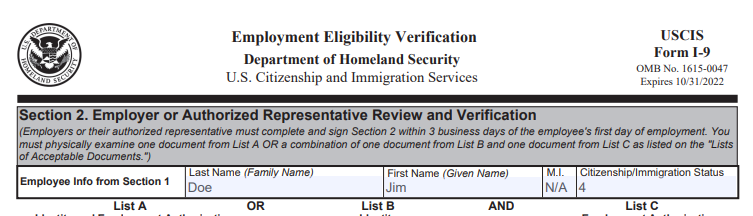 U.S. DEPARTMENT OF HOMELAND SECURITY
Employment Eligibility Verification
Department of Homeland Security
U.S. Citizenship and Immigration Services
USCIS
Form I-9
OMB No. 1615-0047
Expires 10/31/2022
Section 2. Employer or Authorized Representative Review and Verification
(Employers or their authorized representative must complete and sign Section 2 within 3 business days of the employee's first day of employment. You
must physically examine one document from List A OR a combination of one document from List B and one document from List C as listed on the "Lists
of Acceptable Documents.")
Employee Info from Section 1
Last Name (Family Name)
Doe
First Name (Given Name)
Jim
M.I.
N/A
Citizenship/Immigration Status
4
List A OR List B AND List C